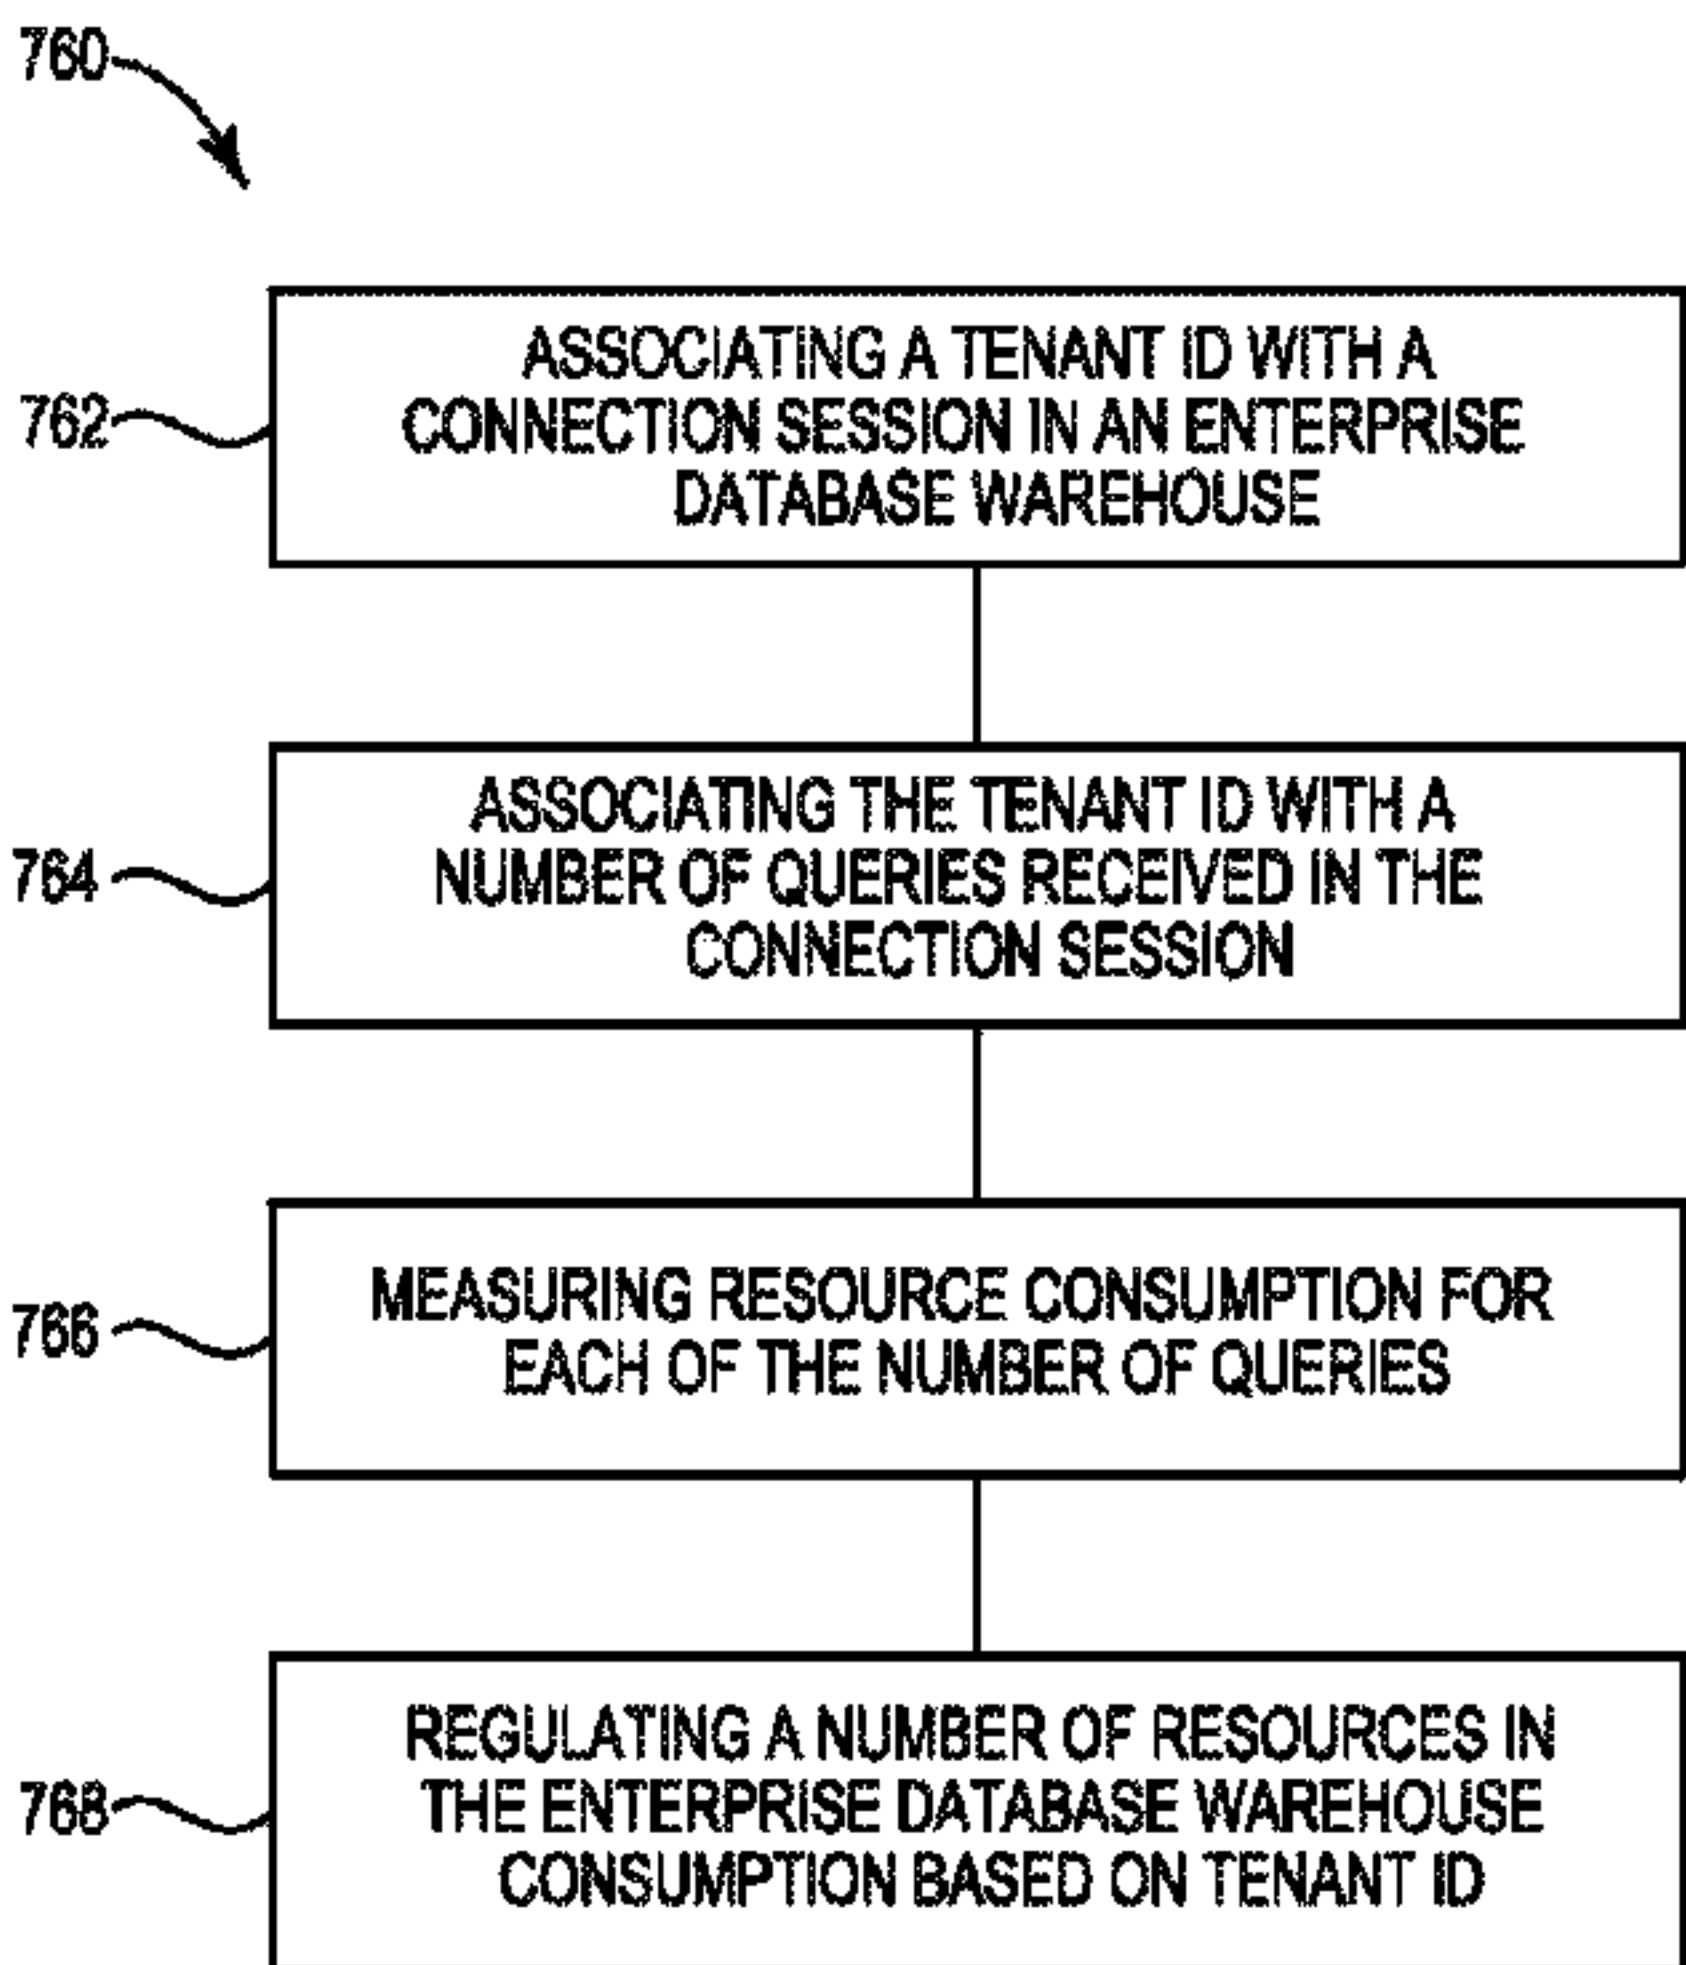 760
762
ASSOCIATING A TENANT ID WITH A
CONNECTION SESSION IN AN ENTERPRISE
DATABASE WAREHOUSE
764
ASSOCIATING THE TENANT ID WITH A
NUMBER OF QUERIES RECEIVED IN THE
CONNECTION SESSION
766
MEASURING RESOURCE CONSUMPTION FOR
EACH OF THE NUMBER OF QUERIES
768
REGULATING A NUMBER OF RESOURCES IN
THE ENTERPRISE DATABASE WAREHOUSE
CONSUMPTION BASED ON TENANT ID